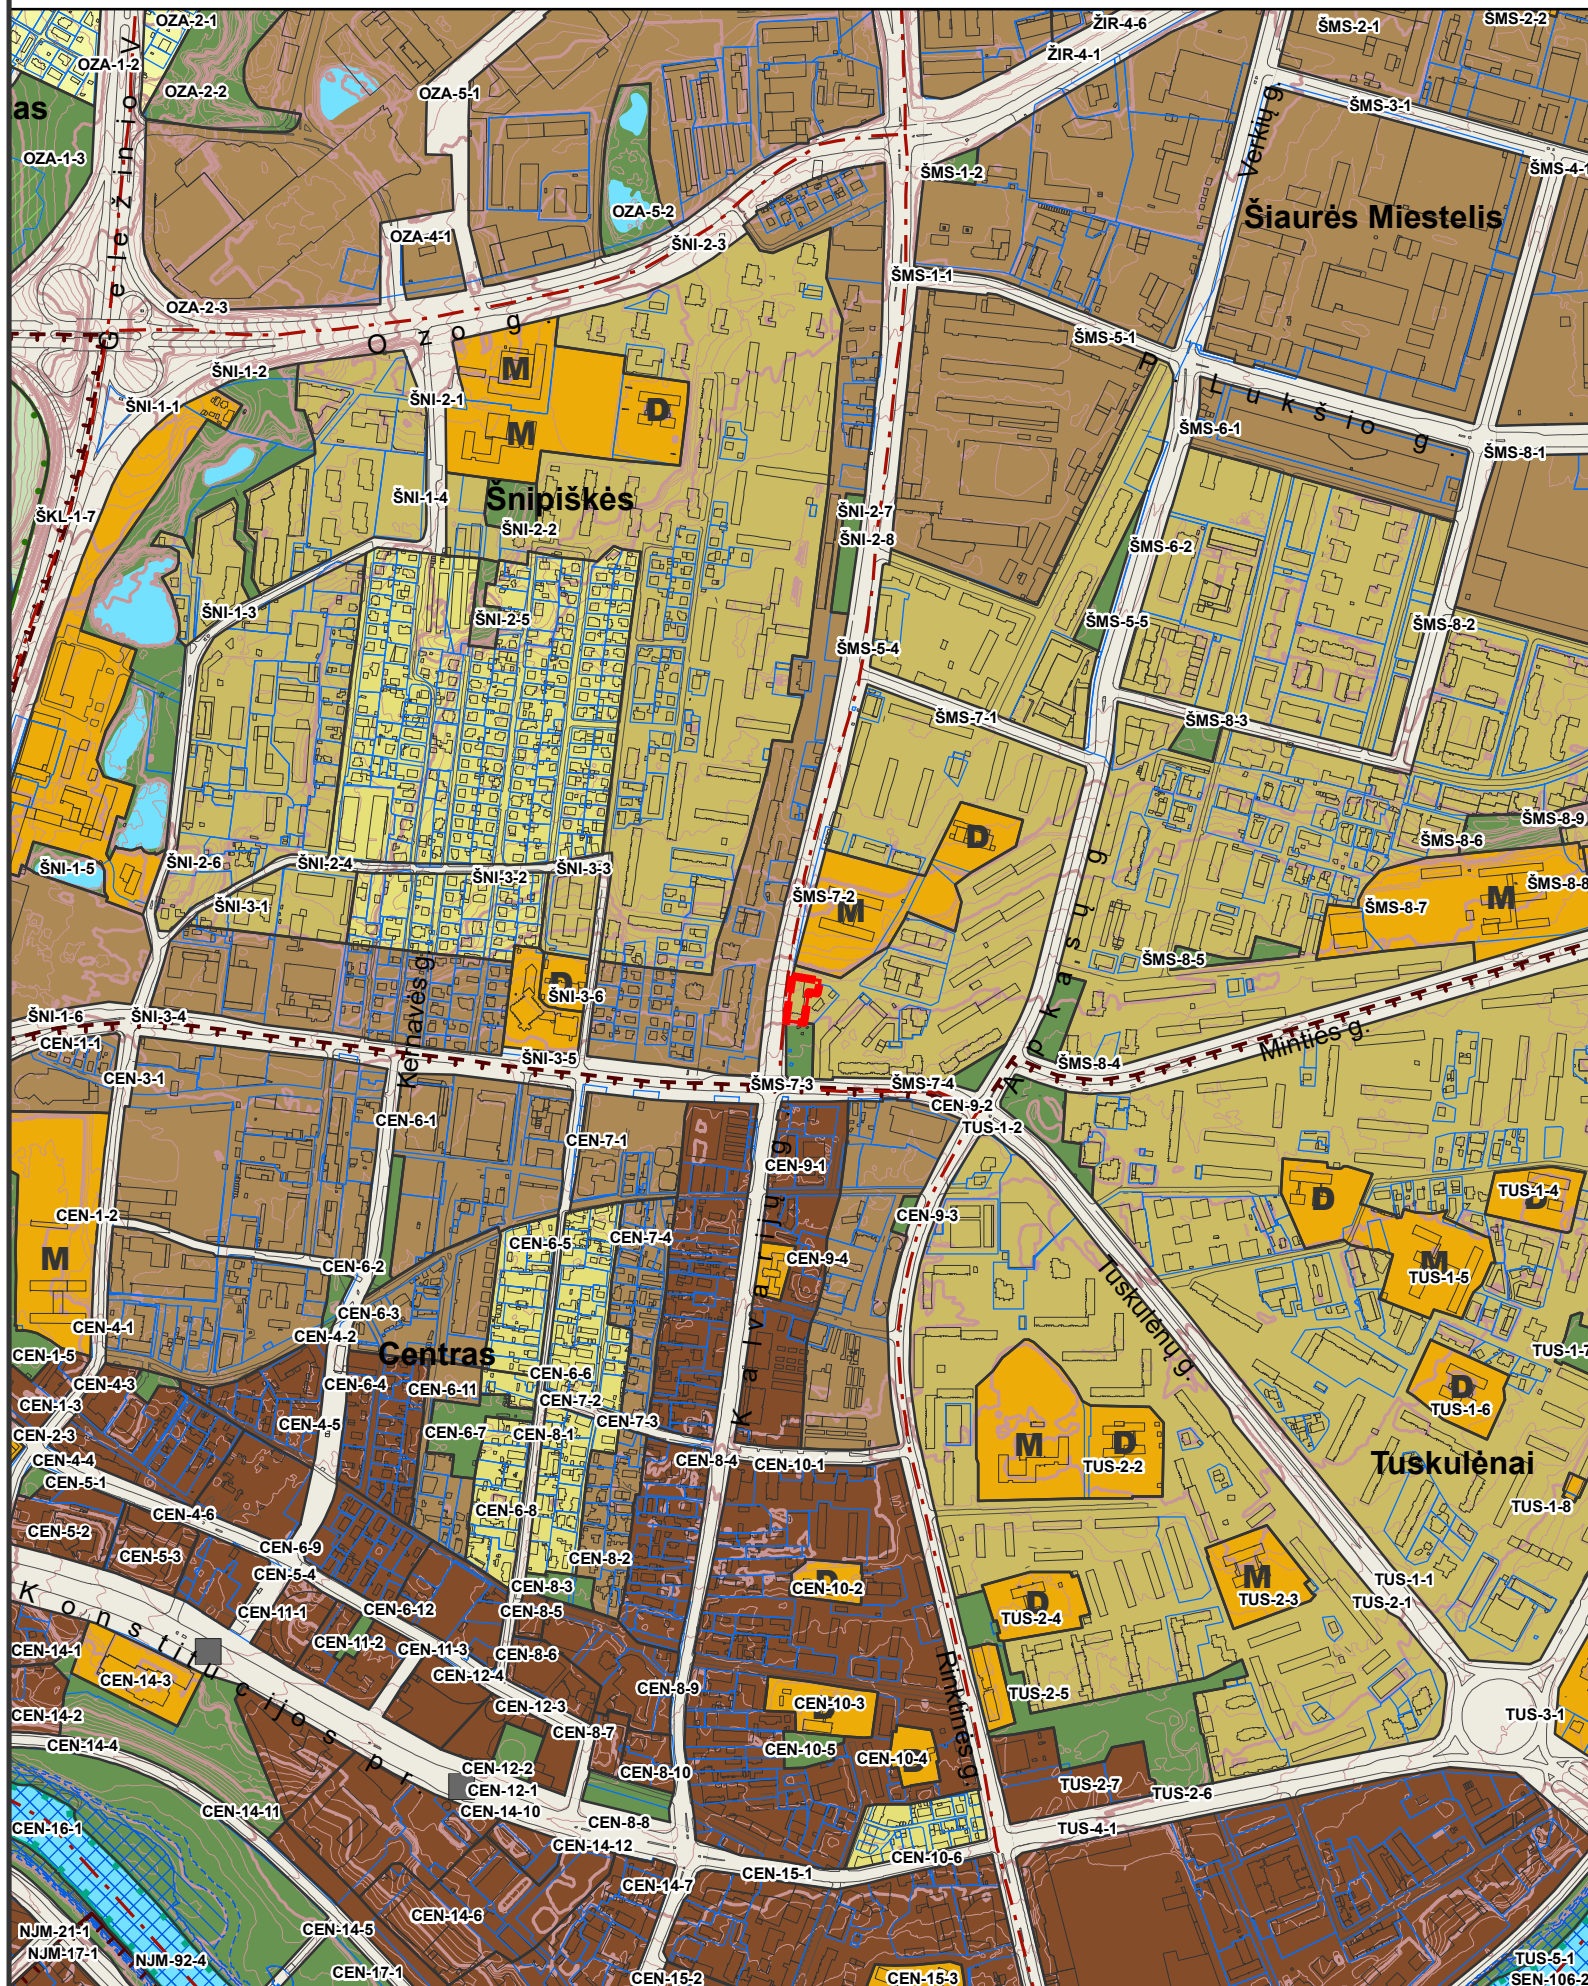 OZA-2-1
ŽIR-4-6
ŠMS-2-1
ŠMS-2-2
OZA-1-2
ŽIR-4-1
OZA-2-2
OZA-5-1
ŠMS-3-1
as
OZA-1-3
ŠMS-1-2
Verkių g.
ŠMS-4-1
Geležinio V
OZA-5-2
Šiaurės Miestelis
OZA-4-1
ŠNI-2-3
ŠMS-1-1
OZA-2-3
Ozo g.
ŠMS-5-1
ŠNI-1-2
M
P. Lukšio g.
ŠNI-1-1
ŠNI-2-1
D
M
ŠMS-6-1
ŠMS-8-1
ŠNI-1-4
Šnipiškės
ŠKL-1-7
ŠNI-2-2
ŠNI-2-7
ŠNI-2-8
ŠMS-6-2
ŠNI-1-3
ŠNI-2-5
ŠMS-5-5
ŠMS-8-2
ŠMS-5-4
ŠMS-7-1
ŠMS-8-3
D
ŠMS-8-9
ŠMS-8-6
ŠNI-1-5
ŠNI-2-6
ŠNI-2-4
ŠNI-3-2
ŠNI-3-3
ŠMS-7-2
M
ŠMS-8-8
M
ŠNI-3-1
ŠMS-8-7
Apkasų g.
ŠMS-8-5
D
ŠNI-3-6
Kernavės g.
ŠNI-1-6
ŠNI-3-4
CEN-1-1
Minties g.
ŠNI-3-5
ŠMS-8-4
CEN-3-1
ŠMS-7-3
ŠMS-7-4
CEN-9-2
CEN-6-1
TUS-1-2
CEN-7-1
CEN-9-1
D
TUS-1-4
D
CEN-1-2
CEN-9-3
CEN-6-5
CEN-7-4
M
CEN-6-2
CEN-9-4
M
TUS-1-5
Tuskulėnų g.
Kalvarijų g.
CEN-6-3
CEN-4-1
CEN-4-2
CEN-1-5
Centras
TUS-1-7
CEN-4-3
CEN-6-4
CEN-6-6
CEN-6-11
D
CEN-1-3
CEN-7-2
TUS-1-6
CEN-4-5
CEN-7-3
CEN-2-3
CEN-6-7
CEN-8-1
M
D
CEN-4-4
CEN-8-4
CEN-10-1
TUS-2-2
Tuskulėnai
CEN-5-1
CEN-4-6
CEN-6-8
TUS-1-8
CEN-5-2
CEN-6-9
CEN-5-3
CEN-8-2
CEN-5-4
CEN-8-3
D
CEN-10-2
M
TUS-1-1
D
TUS-2-3
TUS-2-1
Konstitucijos pr.
CEN-11-1
CEN-6-12
CEN-8-5
TUS-2-4
CEN-14-1
CEN-11-2
CEN-11-3
CEN-8-6
CEN-14-3
CEN-12-4
CEN-8-9
TUS-2-5
CEN-12-3
CEN-10-3
D
CEN-14-2
CEN-8-7
TUS-3-1
Rinktinės g.
CEN-14-4
CEN-10-5
CEN-10-4
D
CEN-12-2
CEN-8-10
CEN-12-1
TUS-2-7
TUS-2-6
CEN-14-11
CEN-14-10
CEN-8-8
CEN-16-1
TUS-4-1
CEN-14-12
CEN-10-6
CEN-15-1
CEN-14-7
CEN-14-6
NJM-21-1
CEN-14-5
NJM-17-1
NJM-92-4
TUS-5-1
CEN-17-1
CEN-15-2
CEN-15-3
SEN-106-2